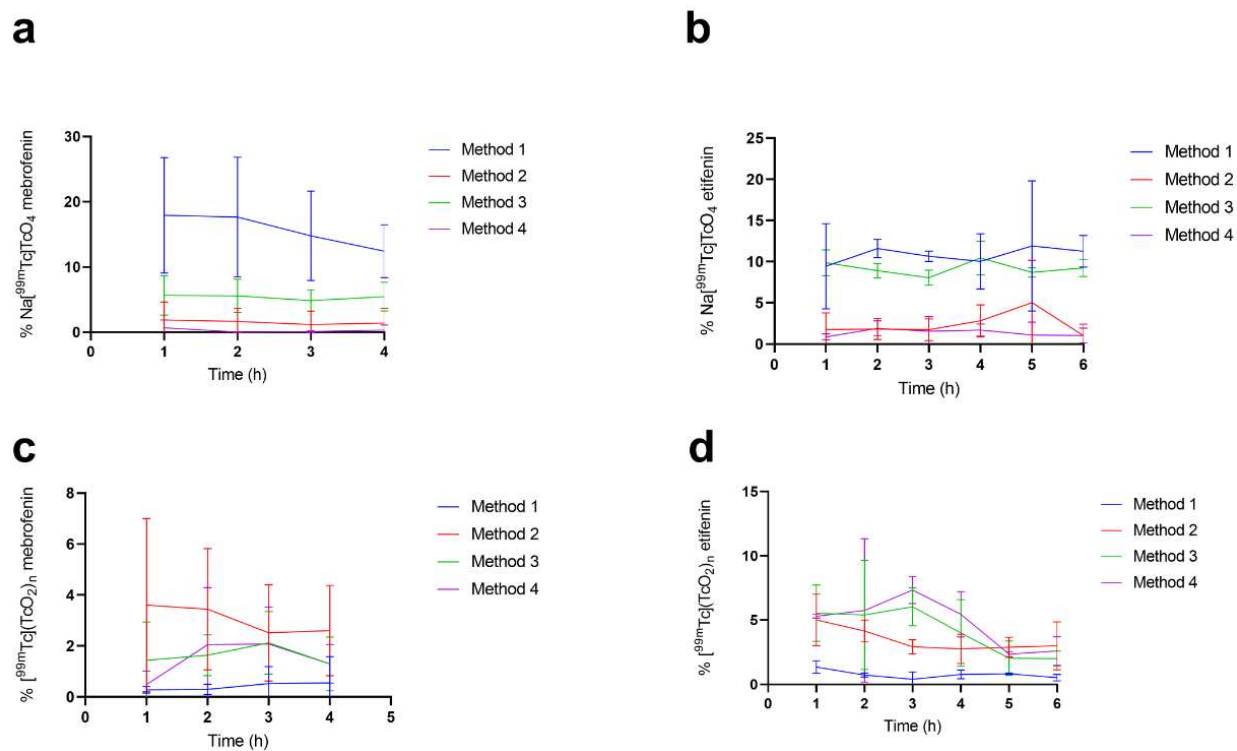 a
% Na[⁹⁹ᵐTc]TcO₄ mebrofenin
30
20
10
0
0
1
2
3
4
Time (h)
Method 1
Method 2
Method 3
Method 4
b
% Na[⁹⁹ᵐTc]TcO₄ etifenin
25
20
15
10
5
0
0
1
2
3
4
5
6
Time (h)
Method 1
Method 2
Method 3
Method 4
c
% [⁹⁹ᵐTc](TcO₂)ₙ mebrofenin
8
6
4
2
0
0
1
2
3
4
5
Time (h)
Method 1
Method 2
Method 3
Method 4
d
% [⁹⁹ᵐTc](TcO₂)ₙ etifenin
15
10
5
0
0
1
2
3
4
5
6
Time (h)
Method 1
Method 2
Method 3
Method 4